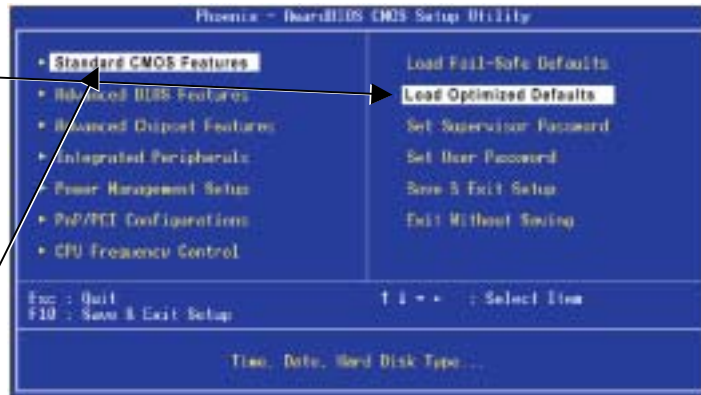 Phoenix - AwardBIOS CMOS Setup Utility
Standard CMOS Features
Advanced BIOS Features
Advanced Chipset Features
Integrated Peripherals
Power Management Setup
PnP/PCI Configurations
CPU Frequency Control
Load Fail-Safe Defaults
Load Optimized Defaults
Set Supervisor Password
Set User Password
Save & Exit Setup
Exit Without Saving
Esc : Quit
F10 : Save & Exit Setup
: Select Item
Time, Date, Hard Disk Type...